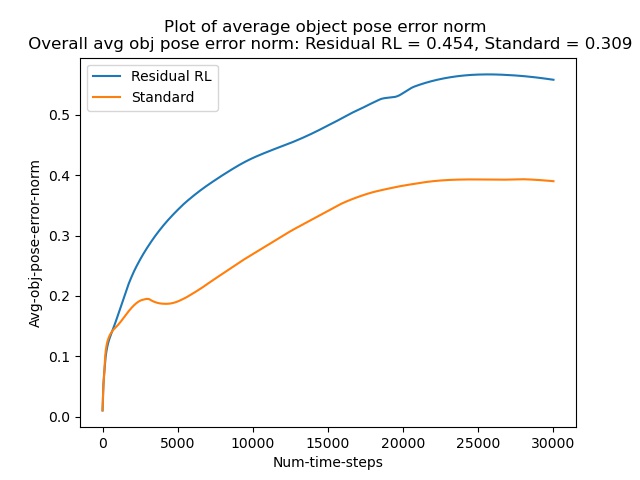 Plot of average object pose error norm
Overall avg obj pose error norm: Residual RL = 0.454, Standard = 0.309
Residual RL
Standard
Avg-obj-pose-error-norm
0.5
0.4
0.3
0.2
0.1
0.0
0 5000 10000 15000 20000 25000 30000
Num-time-steps